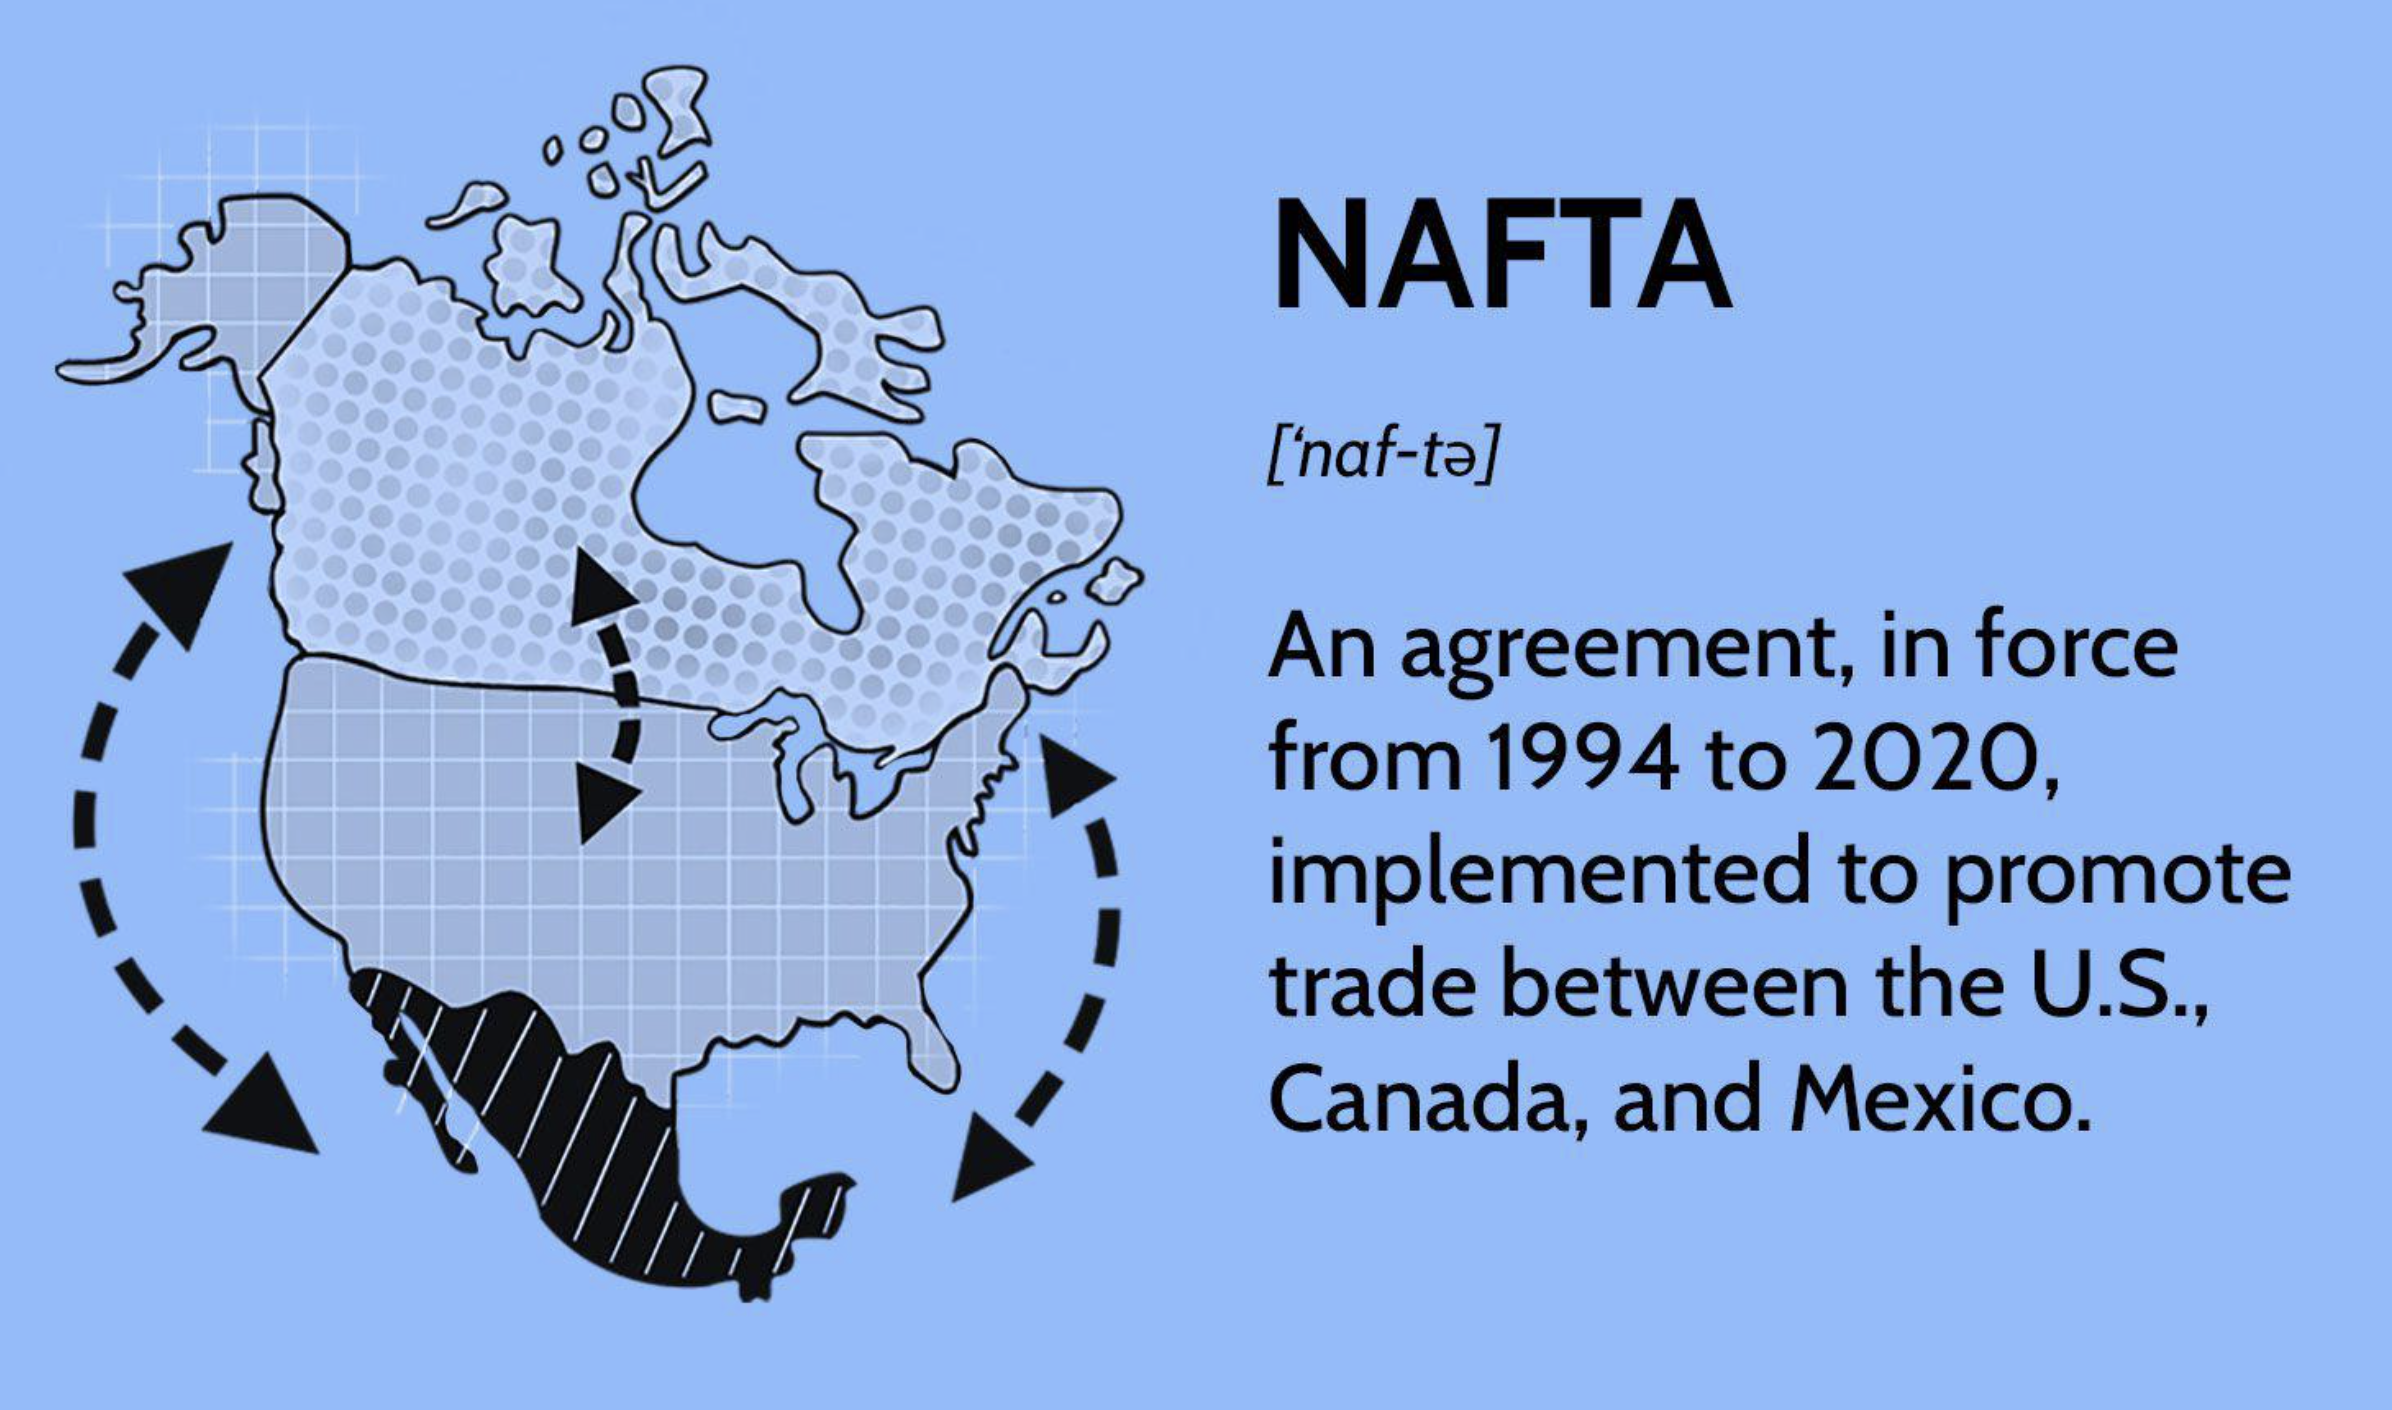 NAFTA
[‘naf-tə]
An agreement, in force
from 1994 to 2020,
implemented to promote
trade between the U.S.,
Canada, and Mexico.